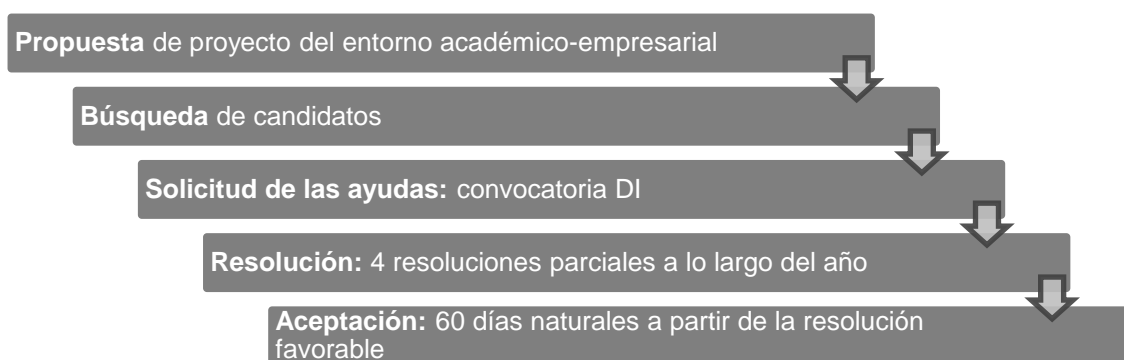 Propuesta de proyecto del entorno académico-empresarial
Búsqueda de candidatos
Solicitud de las ayudas: convocatoria DI
Resolución: 4 resoluciones parciales a lo largo del año
Aceptación: 60 días naturales a partir de la resolución
favorable